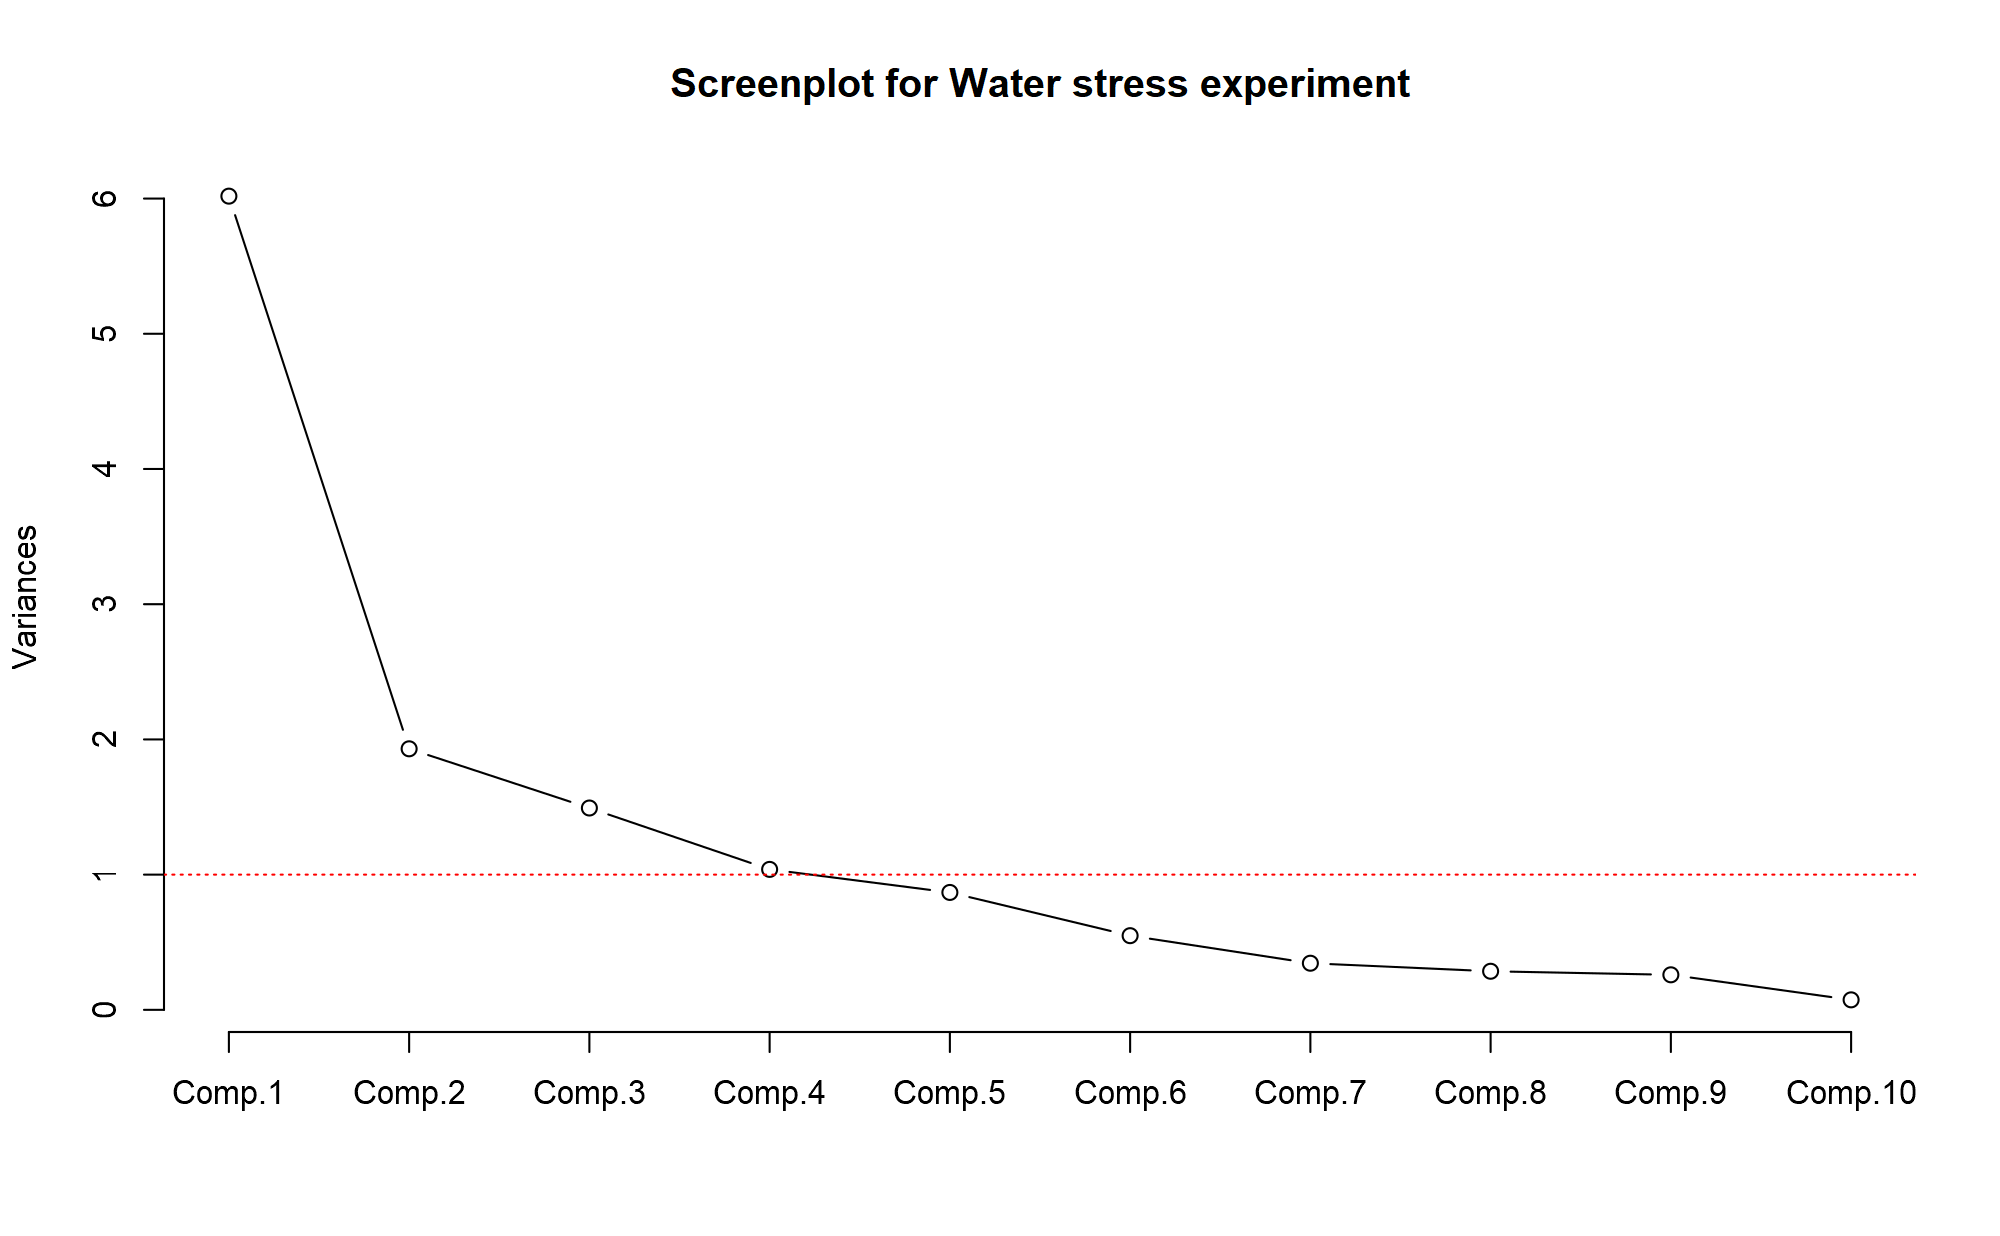 Screenplot for Water stress experiment
Variances
6
5
4
3
2
1
0
Comp.1 Comp.2 Comp.3 Comp.4 Comp.5 Comp.6 Comp.7 Comp.8 Comp.9 Comp.10